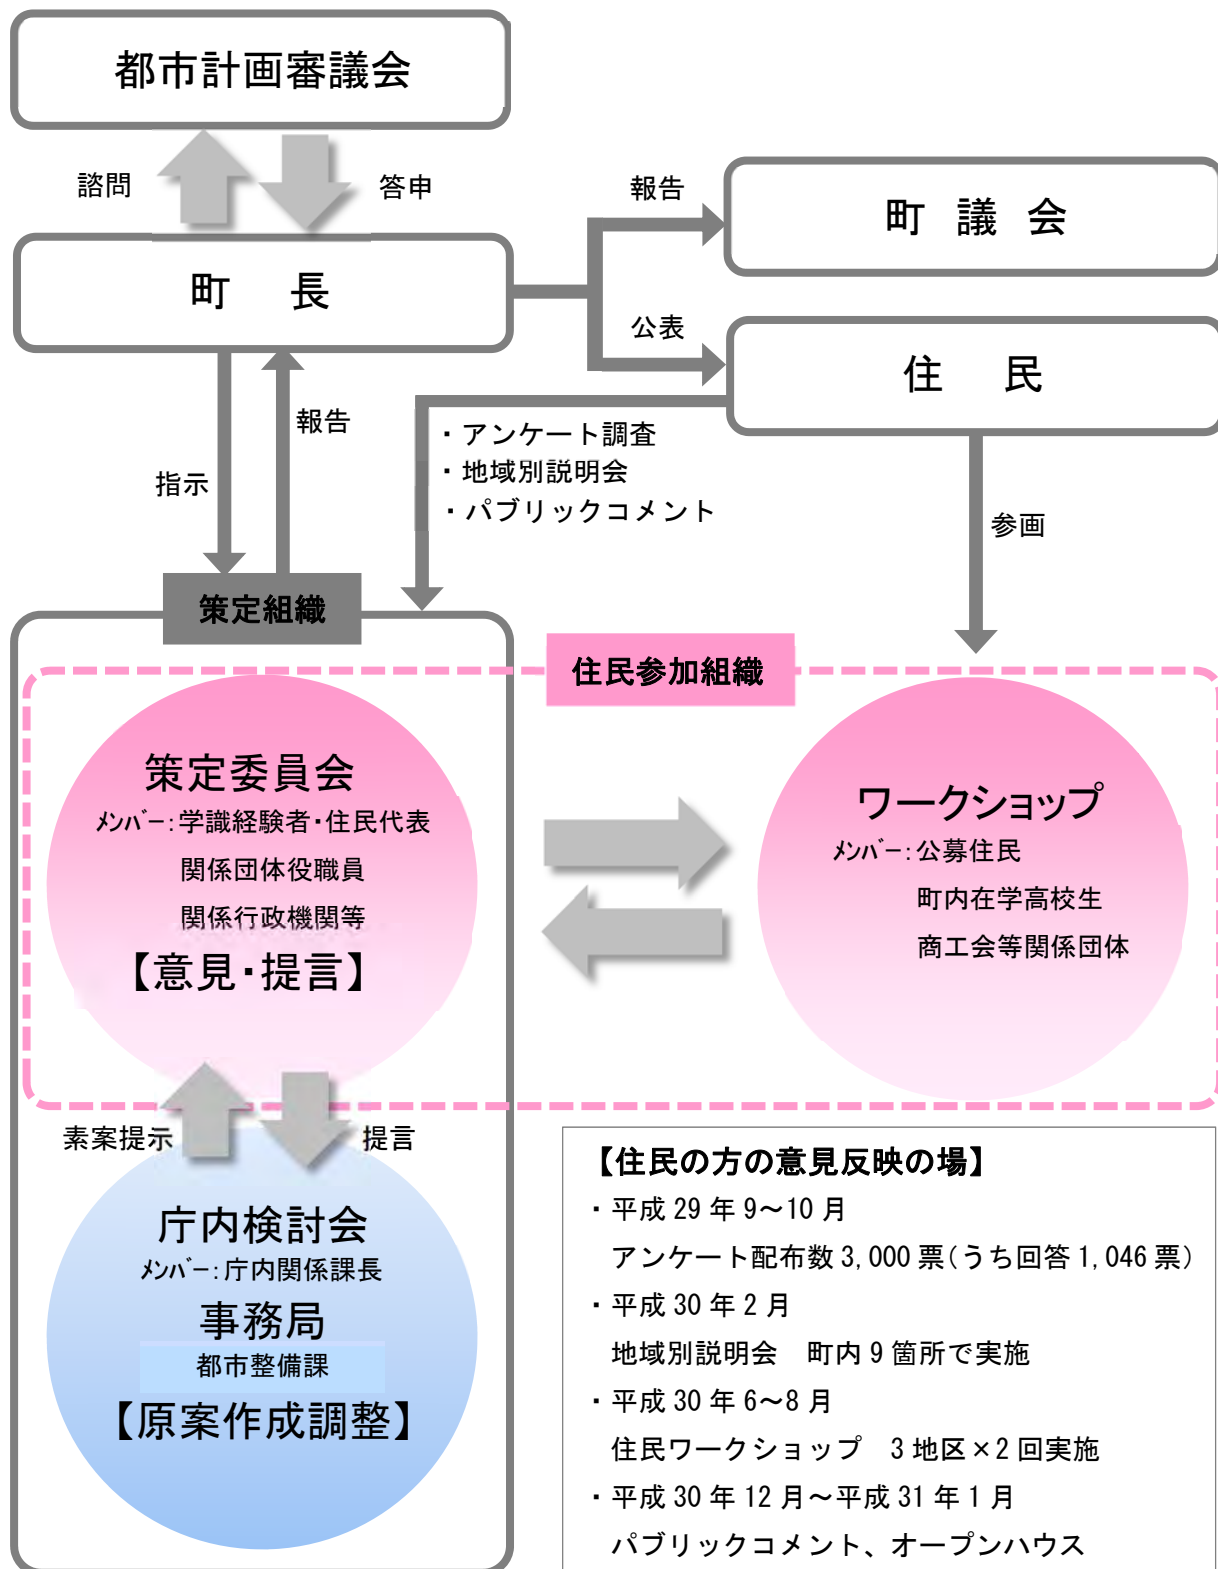 都市計画審議会
諮問
答申
町　長
報告
町 議 会
公表
住　民
指示
報告
・アンケート調査
・地域別説明会
・パブリックコメント
参画
策定組織
住民参加組織
策定委員会
ﾒﾝﾊﾞｰ：学識経験者・住民代表
関係団体役職員
関係行政機関等
【意見・提言】
ワークショップ
ﾒﾝﾊﾞｰ：公募住民
町内在学高校生
商工会等関係団体
素案提示
提言
庁内検討会
ﾒﾝﾊﾞｰ：庁内関係課長
事務局
都市整備課
【原案作成調整】
【住民の方の意見反映の場】
・平成 29 年 9～10 月
アンケート配布数 3,000 票（うち回答 1,046 票）
・平成 30 年 2 月
地域別説明会　町内 9 箇所で実施
・平成 30 年 6～8 月
住民ワークショップ　3 地区×2 回実施
・平成 30 年 12 月～平成 31 年 1 月
パブリックコメント、オープンハウス